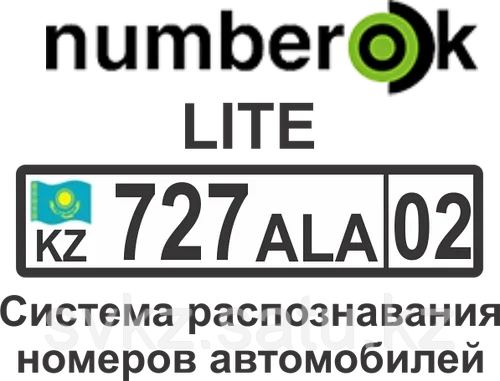 numberok
LITE
KZ 727 ALA 02
Система распознавания
номеров автомобилей
svkz.satu.kz